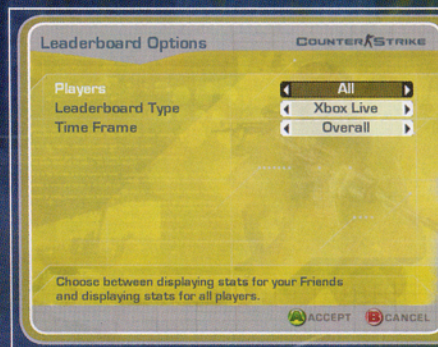 Leaderboard Options
COUNTER STRIKE
Players All
Leaderboard Type Xbox Live
Time Frame Overall
Choose between displaying stats for your Friends
and displaying stats for all players.
A ACCEPT B CANCEL